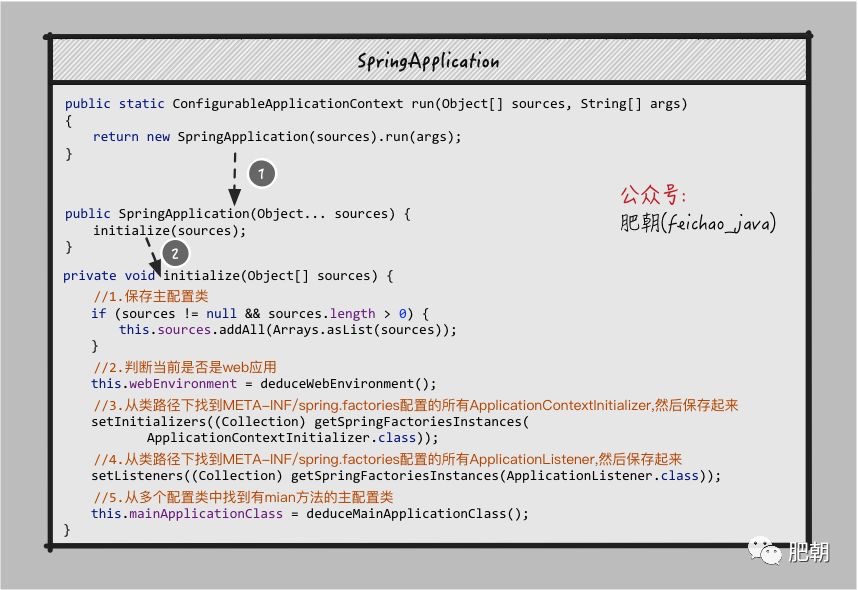 SpringApplication
public static ConfigurableApplicationContext run(Object[] sources, String[] args)
{
return new SpringApplication(sources).run(args);
}
1
公众号:
肥朝(feichao_java)
public SpringApplication(Object... sources) {
initialize(sources);
}
2
private void initialize(Object[] sources) {
//1.保存主配置类
if (sources != null && sources.length > 0) {
this.sources.addAll(Arrays.asList(sources));
}
//2.判断当前是否是web应用
this.webEnvironment = deduceWebEnvironment();
//3.从类路径下找到META-INF/spring.factories配置的所有ApplicationContextInitializer,然后保存起来
setInitializers((Collection) getSpringFactoriesInstances(
ApplicationContextInitializer.class));
//4.从类路径下找到META-INF/spring.factories配置的所有ApplicationListener,然后保存起来
setListeners((Collection) getSpringFactoriesInstances(ApplicationListener.class));
//5.从多个配置类中找到有mian方法的主配置类
this.mainApplicationClass = deduceMainApplicationClass();
}
肥朝